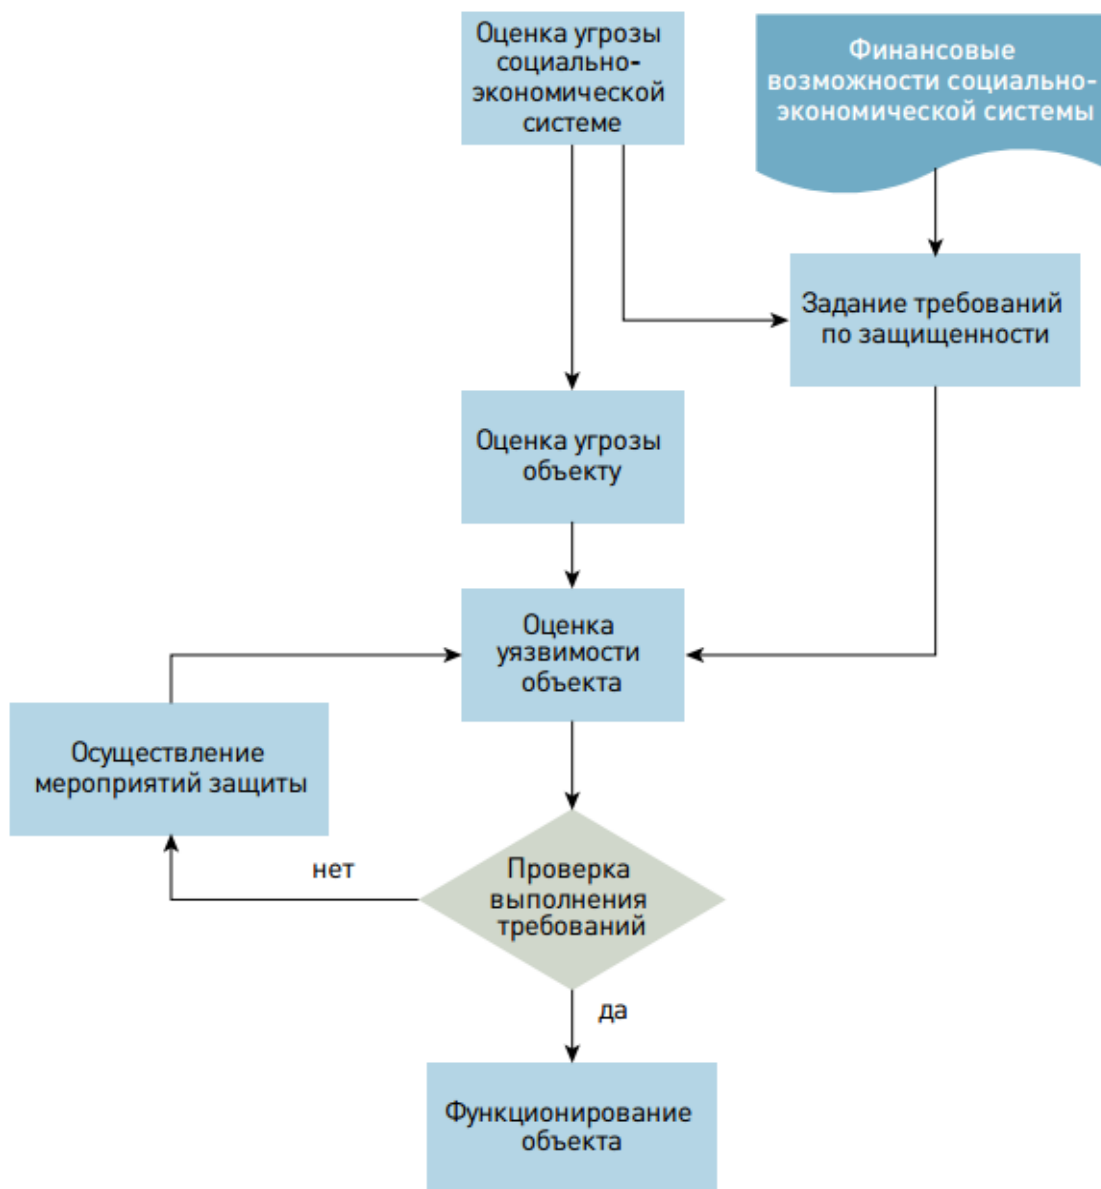 Оценка угрозы
социально-
экономической
системе
Финансовые
возможности социально-
экономической системы
Задание требований
по защищенности
Оценка угрозы
объекту
Оценка
уязвимости
объекта
Осуществление
мероприятий защиты
нет
Проверка
выполнения
требований
да
Функционирование
объекта